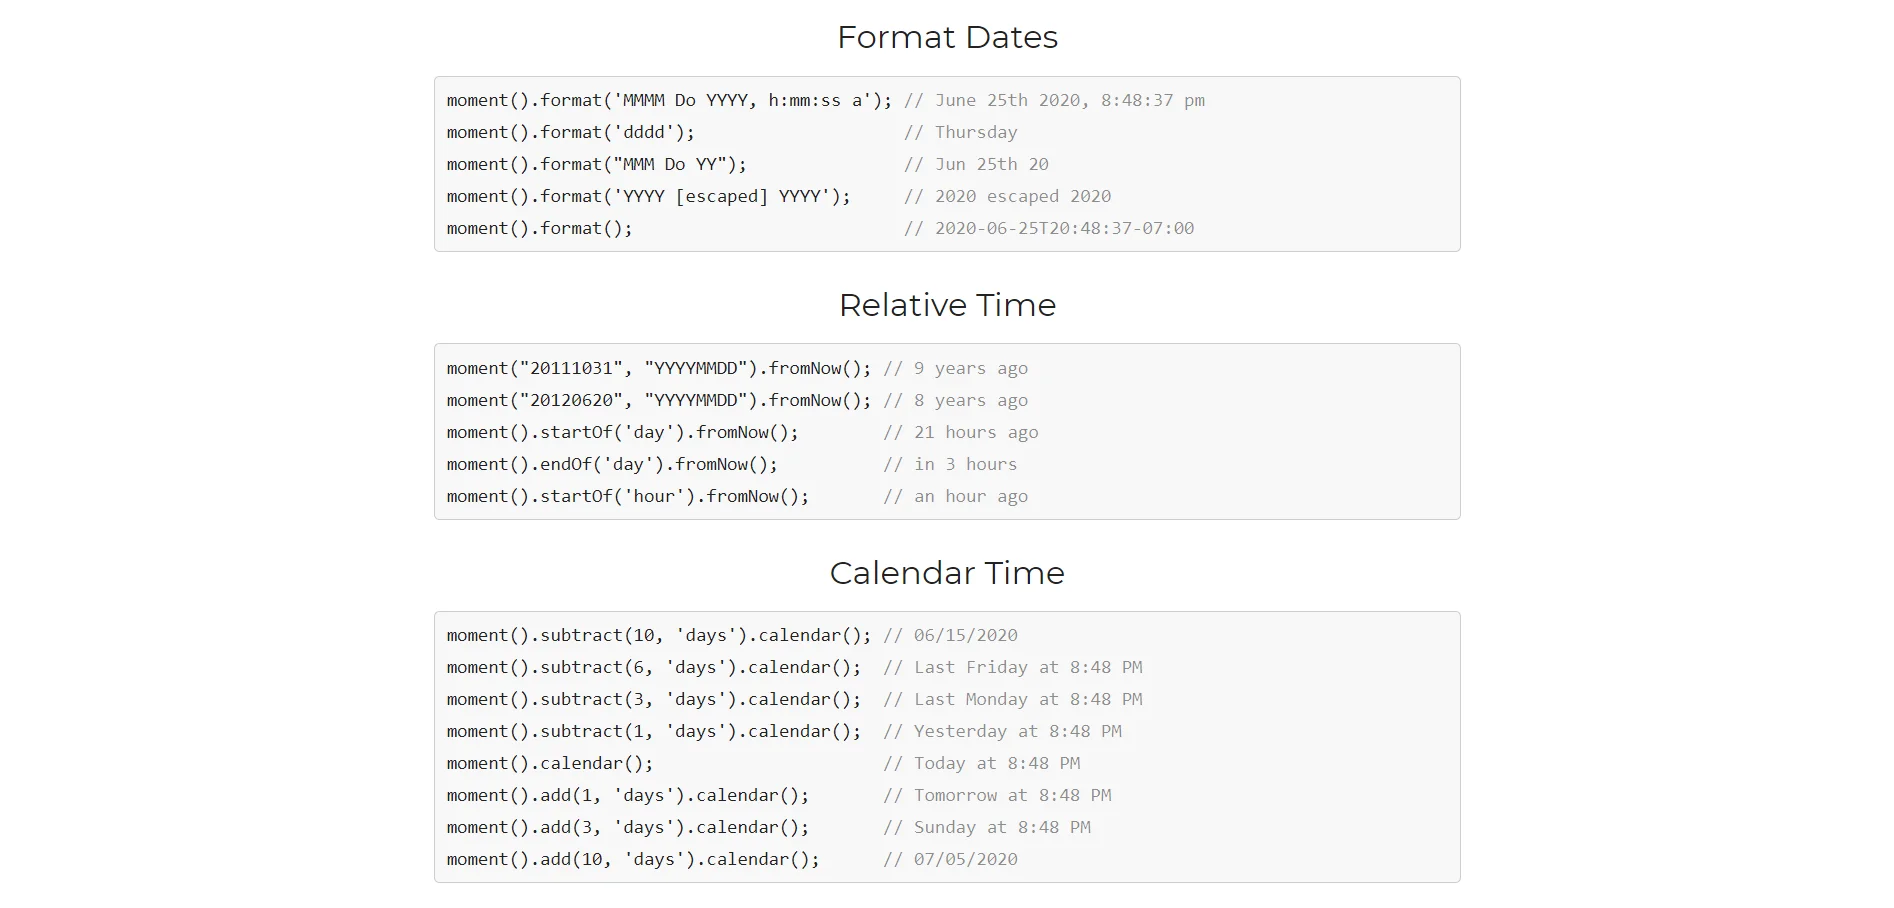 Format Dates
moment().format('MMMM Do YYYY, h:mm:ss a'); // June 25th 2020, 8:48:37 pm
moment().format('dddd');                    // Thursday
moment().format("MMM Do YY");               // Jun 25th 20
moment().format('YYYY [escaped] YYYY');     // 2020 escaped 2020
moment().format();                          // 2020-06-25T20:48:37-07:00
Relative Time
moment("20111031", "YYYYMMDD").fromNow(); // 9 years ago
moment("20120620", "YYYYMMDD").fromNow(); // 8 years ago
moment().startOf('day').fromNow();        // 21 hours ago
moment().endOf('day').fromNow();          // in 3 hours
moment().startOf('hour').fromNow();       // an hour ago
Calendar Time
moment().subtract(10, 'days').calendar(); // 06/15/2020
moment().subtract(6, 'days').calendar();  // Last Friday at 8:48 PM
moment().subtract(3, 'days').calendar();  // Last Monday at 8:48 PM
moment().subtract(1, 'days').calendar();  // Yesterday at 8:48 PM
moment().calendar();                      // Today at 8:48 PM
moment().add(1, 'days').calendar();       // Tomorrow at 8:48 PM
moment().add(3, 'days').calendar();       // Sunday at 8:48 PM
moment().add(10, 'days').calendar();      // 07/05/2020